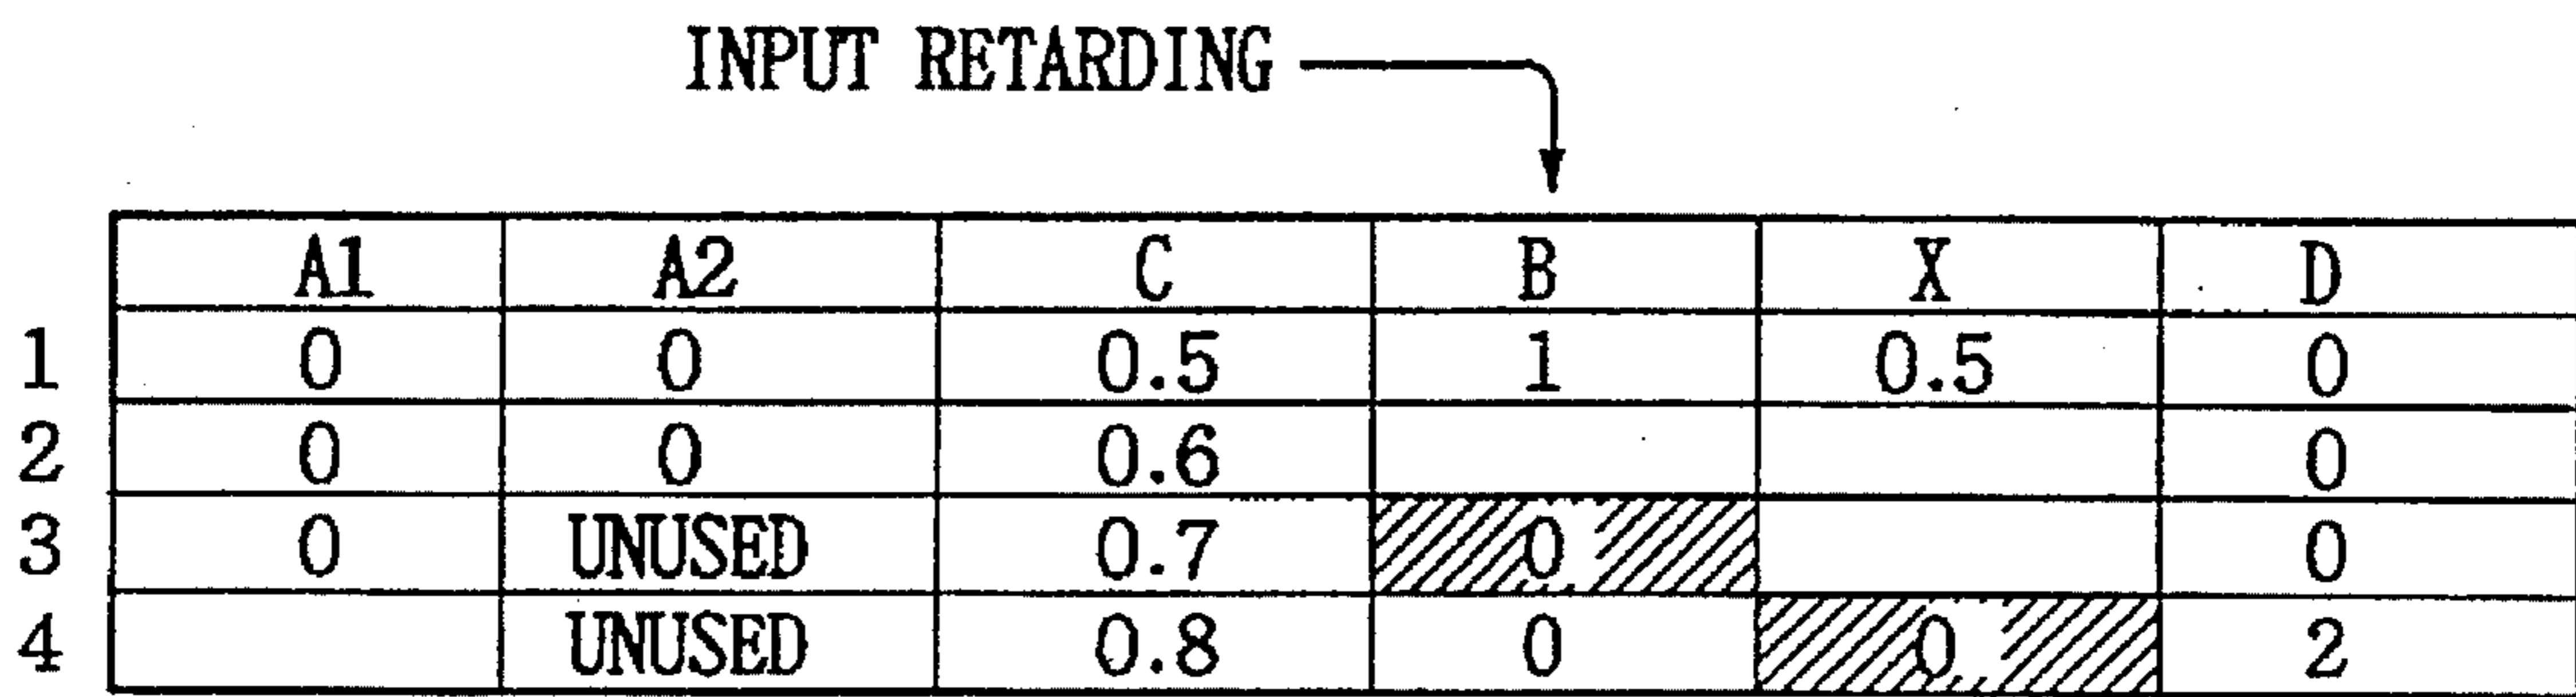 INPUT RETARDING
A1 A2 C B X D
1 0 0 0.5 1 0.5 0
2 0 0 0.6 0
3 0 UNUSED 0.7 0 0
4 UNUSED 0.8 0 0 2